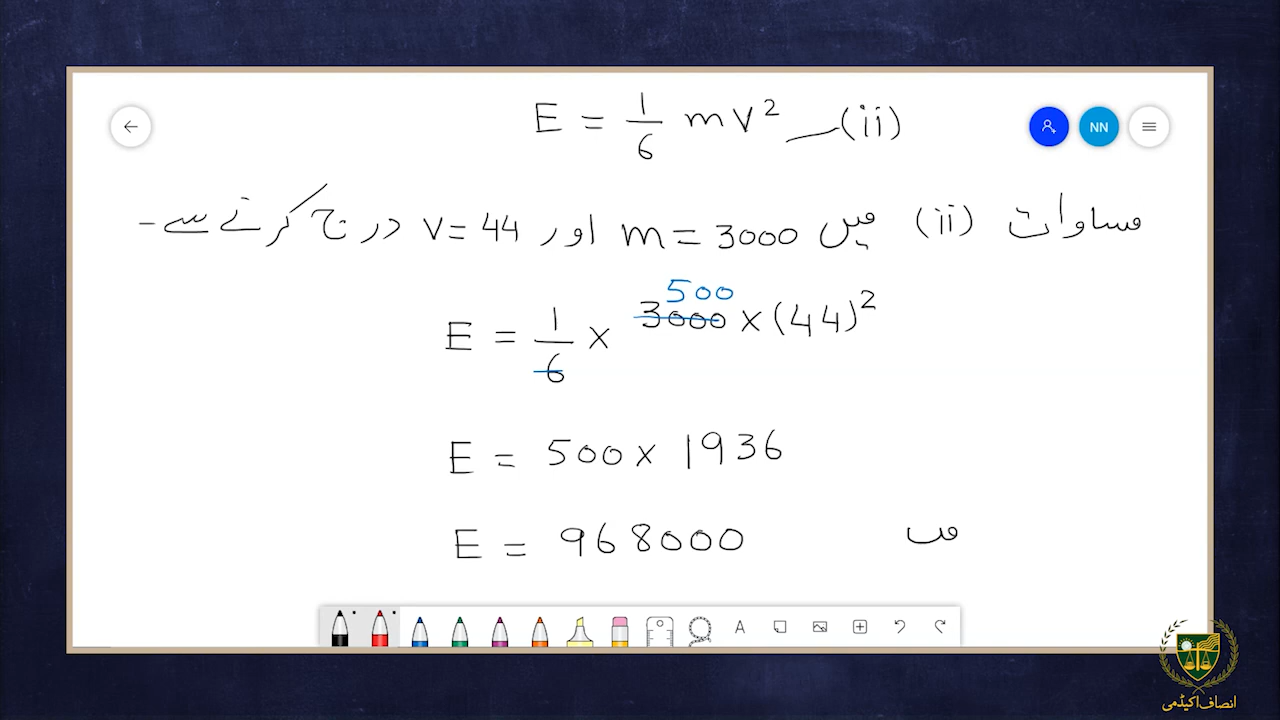 E = 1/6 mv² —(ii)
NN
مساوات (ii) میں m = 3000 اور v = 44 درج کرنے سے-
500
E = 1/6 × 3000 × (44)²
E = 500 × 1936
E = 968000
A
انصاف اکیڈمی